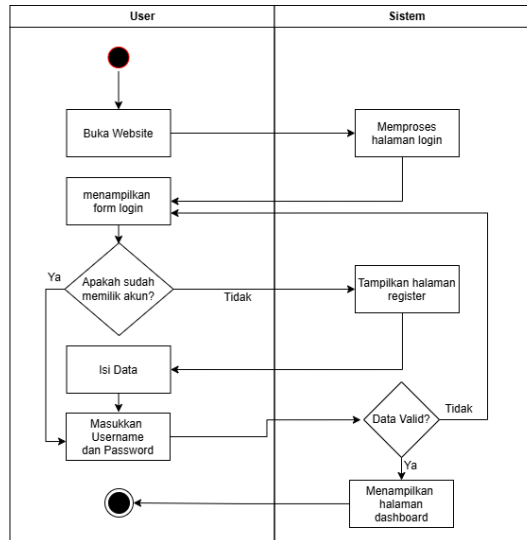 User
Sistem
Buka Website
Memproses
halaman login
menampilkan
form login
Ya
Apakah sudah
memilik akun?
Tidak
Tampilkan halaman
register
Isi Data
Masukkan
Username
dan Password
Data Valid?
Tidak
Ya
Menampilkan
halaman
dashboard